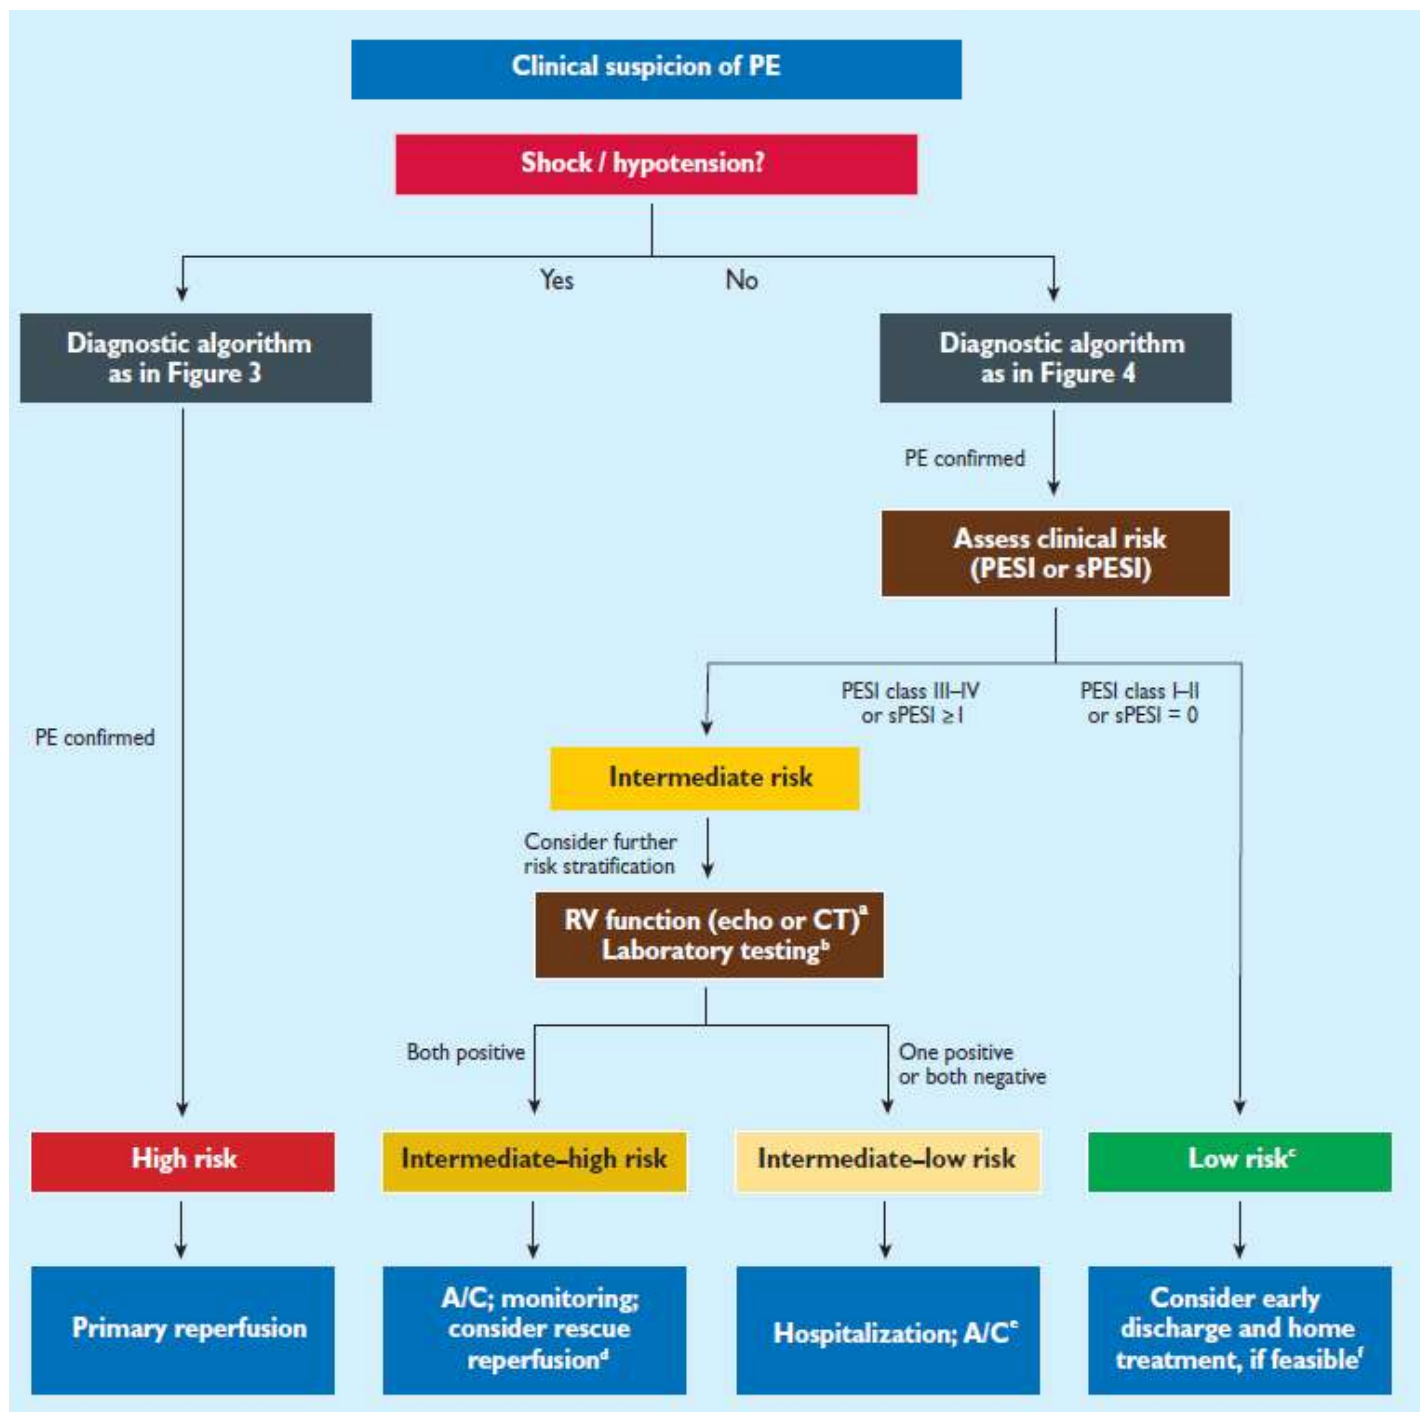 Clinical suspicion of PE
Shock / hypotension?
Yes
No
Diagnostic algorithm
as in Figure 3
Diagnostic algorithm
as in Figure 4
PE confirmed
Assess clinical risk
(PESI or sPESI)
PESI class III–IV
or sPESI ≥1
PESI class I–II
or sPESI = 0
PE confirmed
Intermediate risk
Consider further
risk stratification
RV function (echo or CT)ᵃ
Laboratory testingᵇ
Both positive
One positive
or both negative
High risk
Intermediate–high risk
Intermediate–low risk
Low riskᶜ
Primary reperfusion
A/C; monitoring;
consider rescue
reperfusionᵈ
Hospitalization; A/Cᵉ
Consider early
discharge and home
treatment, if feasibleᶠ